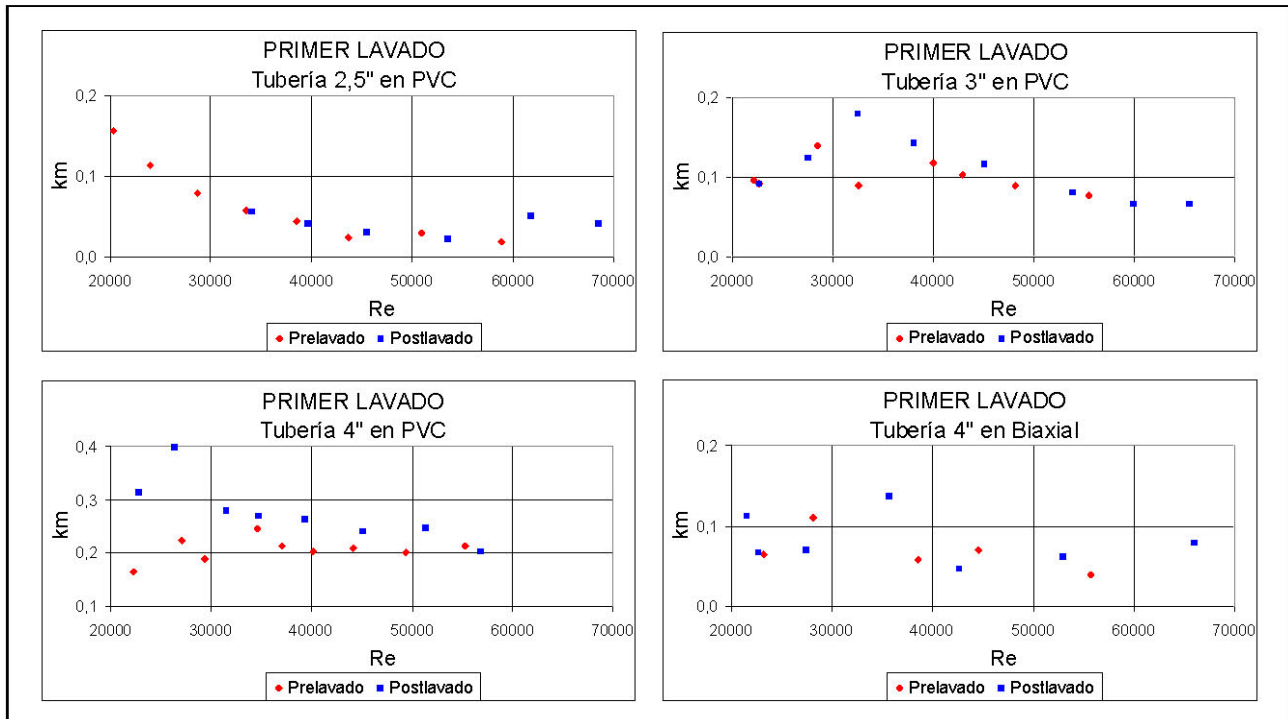 PRIMER LAVADO
Tubería 2,5" en PVC
0,2
0,1
0,0
km
20000 30000 40000 50000 60000 70000
Re
Prelavado Postlavado
PRIMER LAVADO
Tubería 3" en PVC
0,2
0,1
0,0
km
20000 30000 40000 50000 60000 70000
Re
Prelavado Postlavado
PRIMER LAVADO
Tubería 4" en PVC
0,4
0,3
0,2
0,1
km
20000 30000 40000 50000 60000 70000
Re
Prelavado Postlavado
PRIMER LAVADO
Tubería 4" en Biaxial
0,2
0,1
0,0
km
20000 30000 40000 50000 60000 70000
Re
Prelavado Postlavado